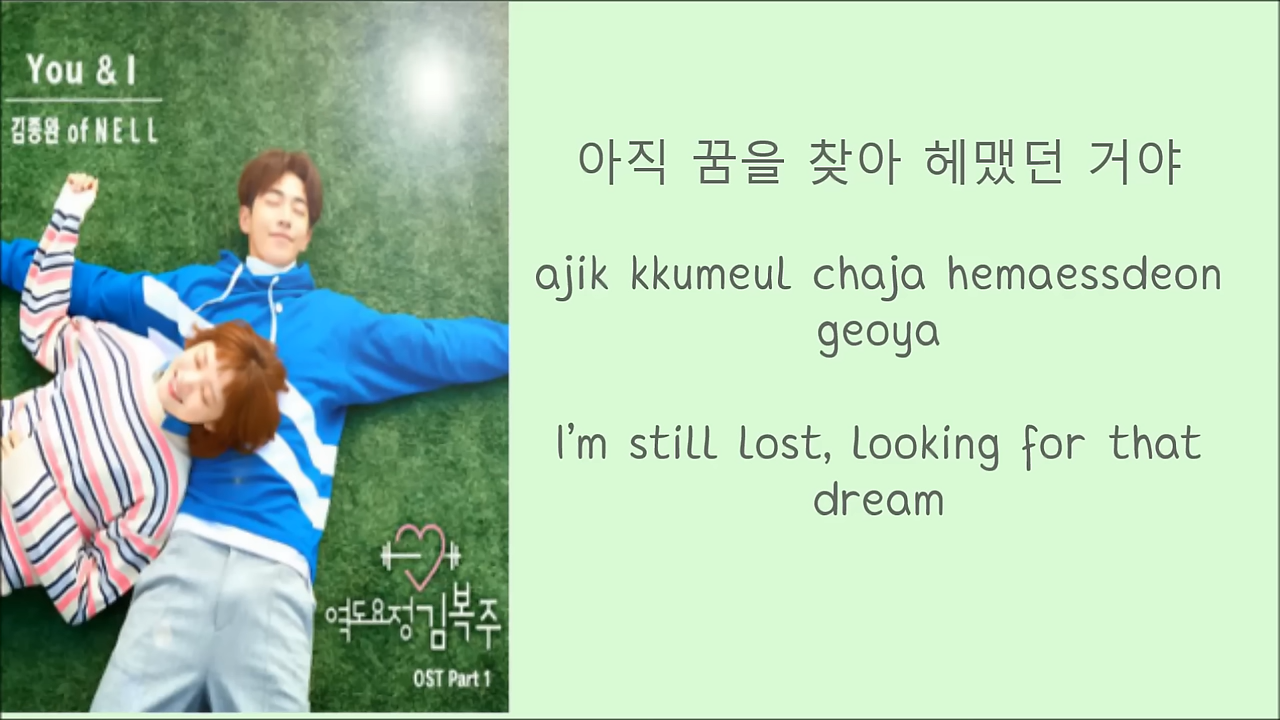 You & I
김종완 of NELL
역도요정김복주
OST Part 1
아직 꿈을 찾아 헤맸던 거야
ajik kkumeul chaja hemaessdeon
geoya
I'm still lost, looking for that
dream